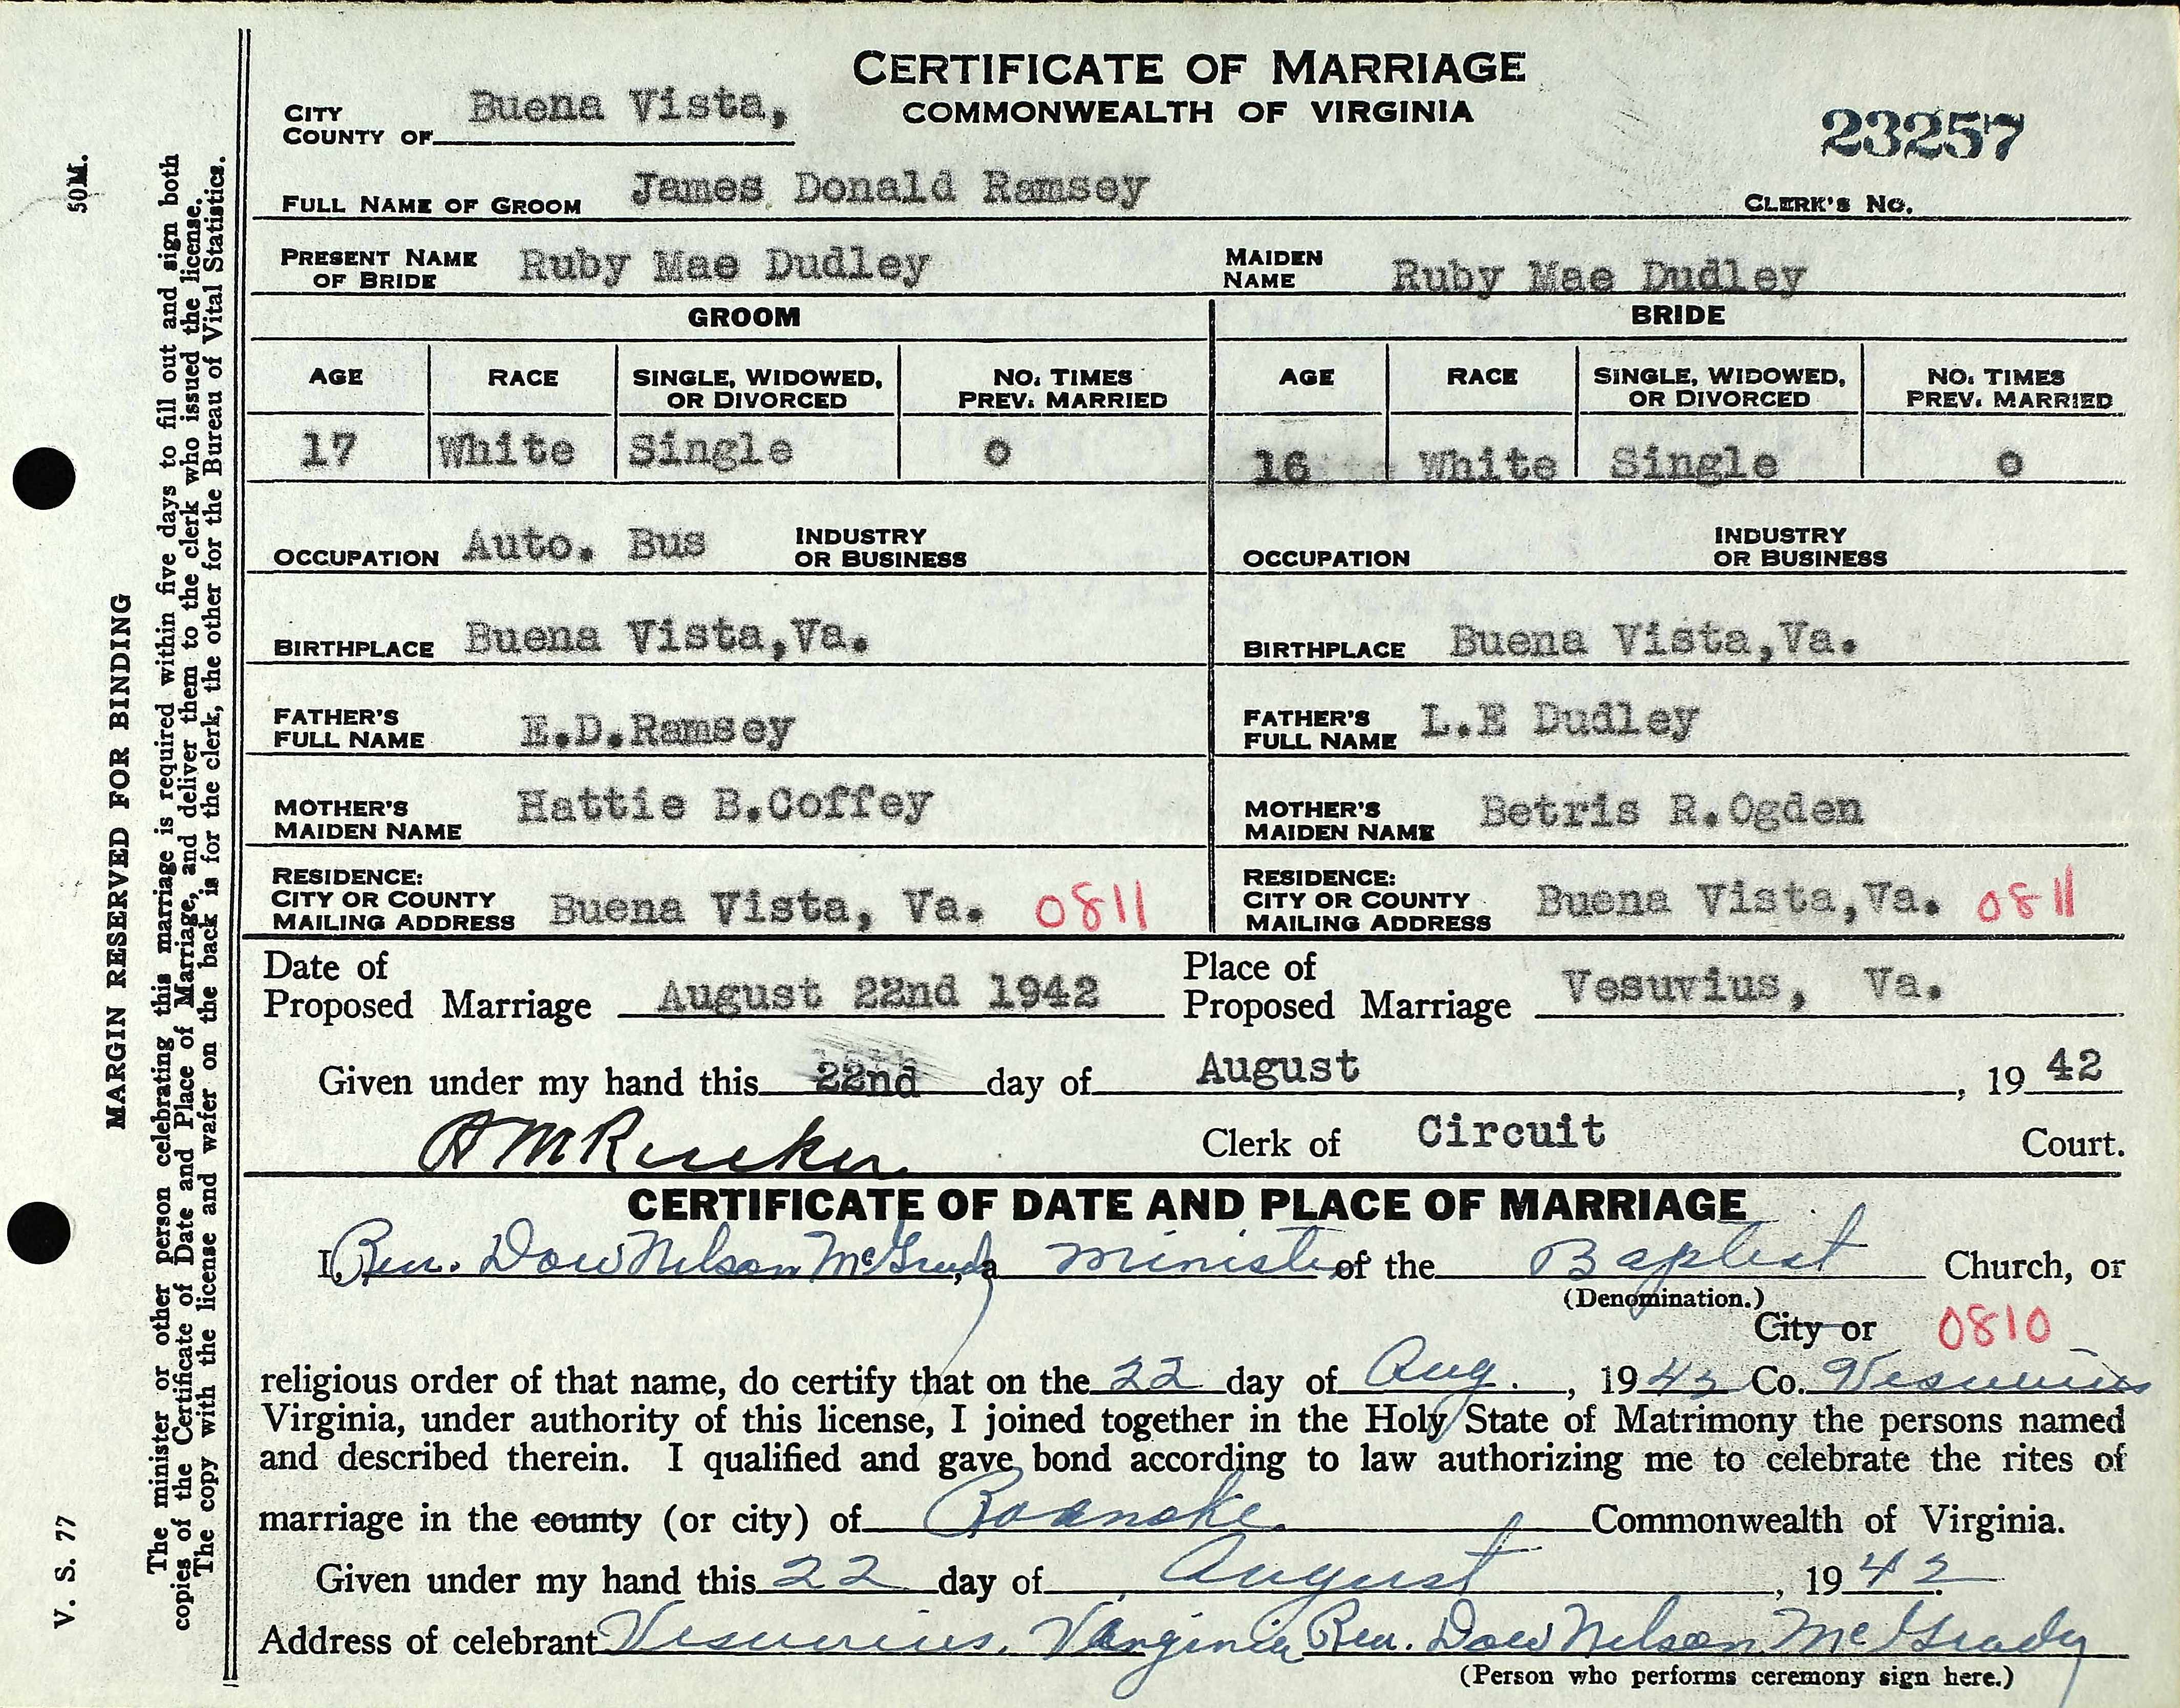 CERTIFICATE OF MARRIAGE
COMMONWEALTH OF VIRGINIA
CITY
COUNTY OF Buena Vista,
23257
FULL NAME OF GROOM James Donald Ramsey CLERK'S NO.
PRESENT NAME OF BRIDE Ruby Mae Dudley MAIDEN NAME Ruby Mae Dudley
GROOM BRIDE
AGE RACE SINGLE, WIDOWED, OR DIVORCED NO. TIMES PREV. MARRIED AGE RACE SINGLE, WIDOWED, OR DIVORCED NO. TIMES PREV. MARRIED
17 White Single o 16 White Single o
OCCUPATION Auto. Bus INDUSTRY OR BUSINESS OCCUPATION INDUSTRY OR BUSINESS
BIRTHPLACE Buena Vista,Va. BIRTHPLACE Buena Vista,Va.
FATHER'S FULL NAME E.D.Ramsey FATHER'S FULL NAME L.E Dudley
MOTHER'S MAIDEN NAME Hattie B.Coffey MOTHER'S MAIDEN NAME Betris R.Ogden
RESIDENCE: CITY OR COUNTY MAILING ADDRESS Buena Vista, Va. 0811 RESIDENCE: CITY OR COUNTY MAILING ADDRESS Buena Vista,Va. 0811
Date of Proposed Marriage August 22nd 1942 Place of Proposed Marriage Vesuvius, Va.
Given under my hand this 22nd day of August, 1942
A M Rucker Clerk of Circuit Court.
CERTIFICATE OF DATE AND PLACE OF MARRIAGE
I, Rev. Dow Nelson McGrady, a minister of the Baptist Church, or
(Denomination.)
City or 0810
religious order of that name, do certify that on the 22 day of Aug., 1942 Co. Vesuvius
Virginia, under authority of this license, I joined together in the Holy State of Matrimony the persons named
and described therein. I qualified and gave bond according to law authorizing me to celebrate the rites of
marriage in the county (or city) of Roanoke Commonwealth of Virginia.
Given under my hand this 22 day of August, 1942
Address of celebrant Vesuvius, Virginia Rev. Dow Nelson McGrady
(Person who performs ceremony sign here.)
50M.
V. S. 77
MARGIN RESERVED FOR BINDING
The minister or other person celebrating this marriage is required within five days to fill out and sign both
copies of the Certificate of Date and Place of Marriage, and deliver them to the clerk who issued the license.
The copy with the license and wafer on the back is for the clerk, the other for the Bureau of Vital Statistics.